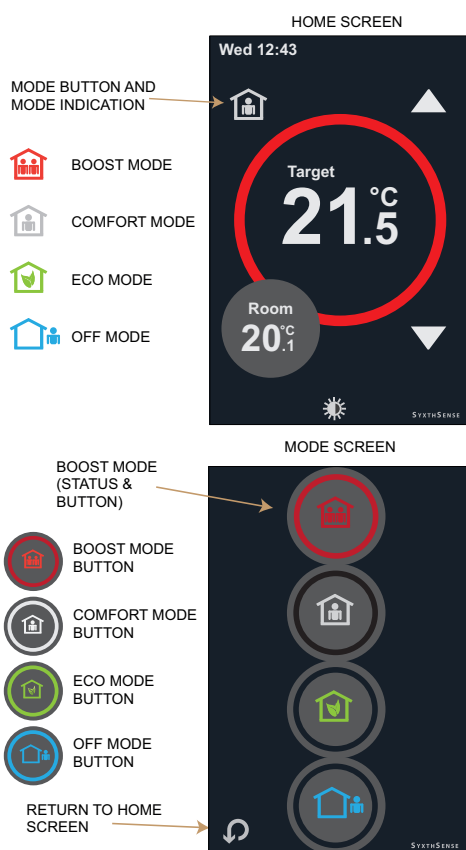 HOME SCREEN
Wed 12:43
MODE BUTTON AND
MODE INDICATION
BOOST MODE
COMFORT MODE
ECO MODE
OFF MODE
Target
21.5 °C
Room
20.1 °C
SYXTHSENSE
MODE SCREEN
BOOST MODE
(STATUS &
BUTTON)
BOOST MODE
BUTTON
COMFORT MODE
BUTTON
ECO MODE
BUTTON
OFF MODE
BUTTON
RETURN TO HOME
SCREEN
SYXTHSENSE